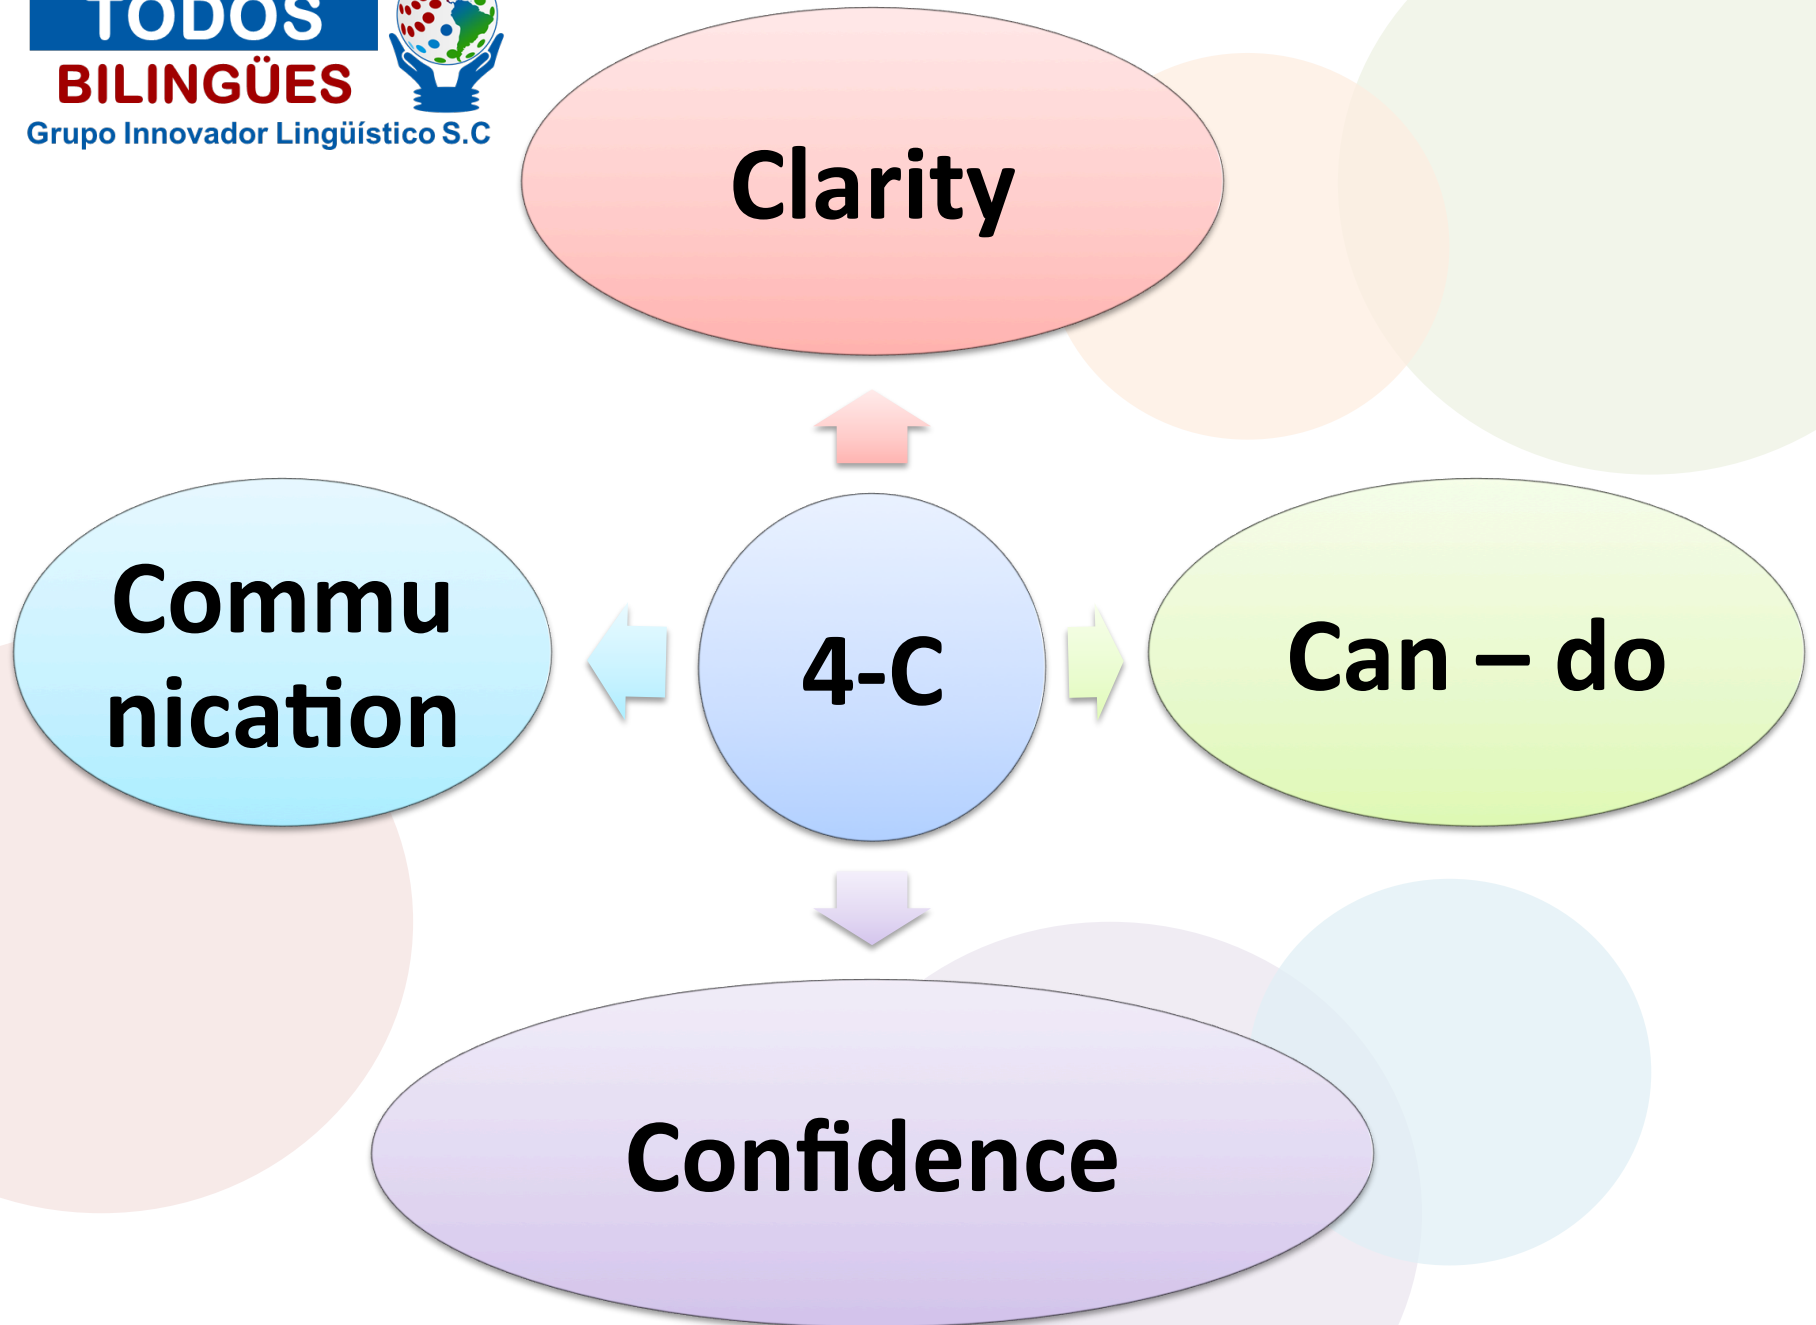 TODOS
BILINGÜES
Grupo Innovador Lingüístico S.C
Clarity
Commu
nication
4-C
Can – do
Confidence